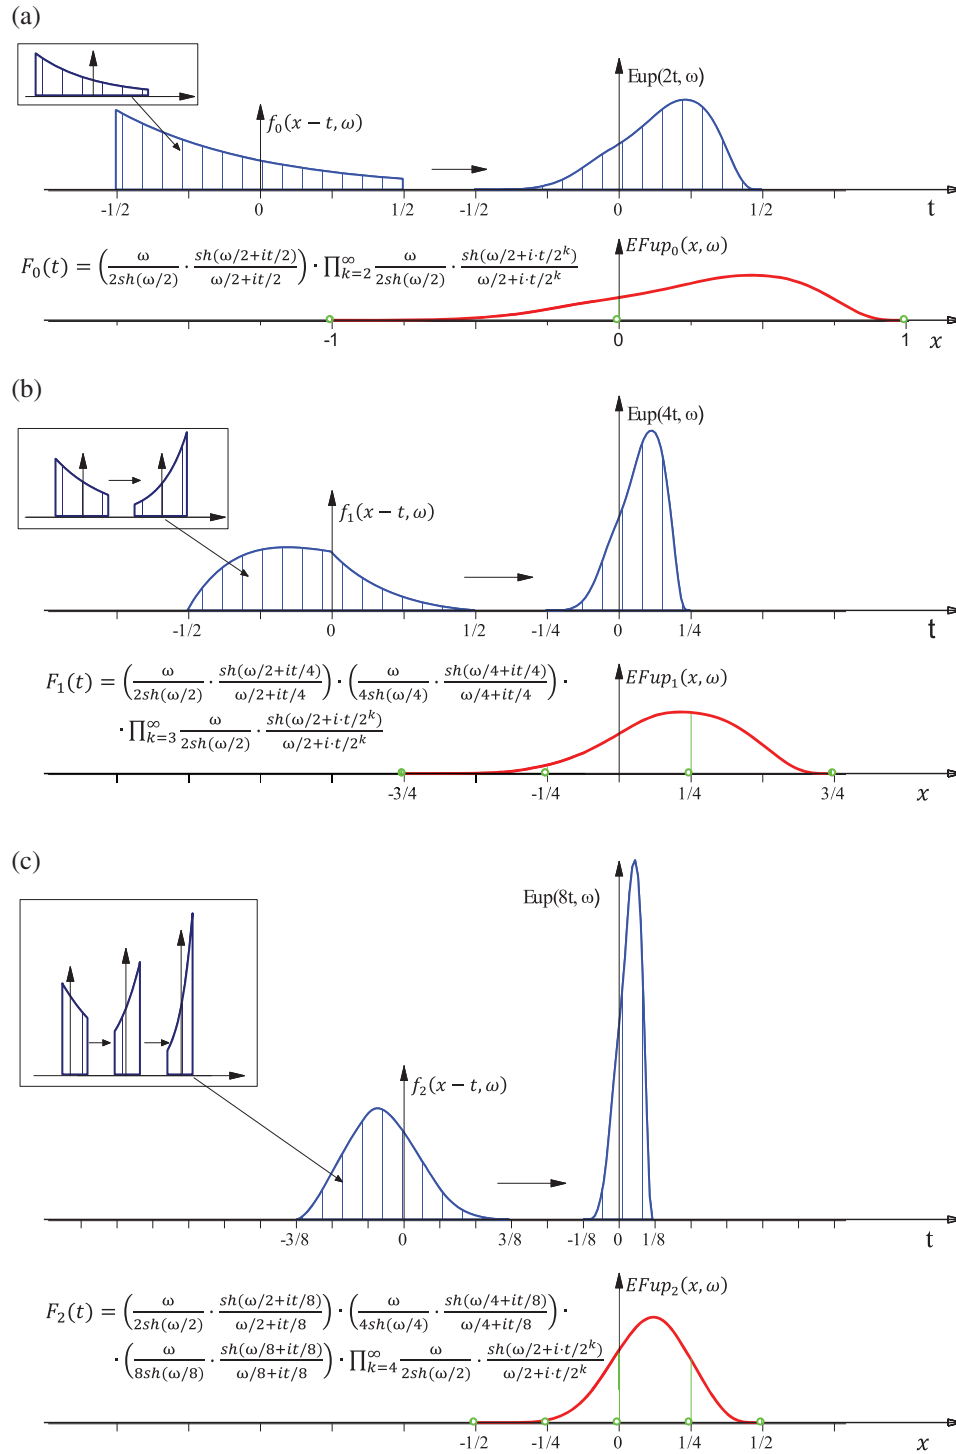 (a)
f₀(x − t, ω)
Eup(2t, ω)
-1/2 0 1/2 -1/2 0 1/2 t
F₀(t) = (ω/2sh(ω/2) · sh(ω/2+it/2)/ω/2+it/2) · ∏_{k=2}^{∞} ω/2sh(ω/2) · sh(ω/2+i·t/2ᵏ)/ω/2+i·t/2ᵏ
EFup₀(x, ω)
-1 0 1 x
(b)
f₁(x − t, ω)
Eup(4t, ω)
-1/2 0 1/2 -1/4 0 1/4 t
F₁(t) = (ω/2sh(ω/2) · sh(ω/2+it/4)/ω/2+it/4) · (ω/4sh(ω/4) · sh(ω/4+it/4)/ω/4+it/4) ·
· ∏_{k=3}^{∞} ω/2sh(ω/2) · sh(ω/2+i·t/2ᵏ)/ω/2+i·t/2ᵏ
EFup₁(x, ω)
-3/4 -1/4 1/4 3/4 x
(c)
f₂(x − t, ω)
Eup(8t, ω)
-3/8 0 3/8 -1/8 0 1/8 t
F₂(t) = (ω/2sh(ω/2) · sh(ω/2+it/8)/ω/2+it/8) · (ω/4sh(ω/4) · sh(ω/4+it/8)/ω/4+it/8) ·
· (ω/8sh(ω/8) · sh(ω/8+it/8)/ω/8+it/8) · ∏_{k=4}^{∞} ω/2sh(ω/2) · sh(ω/2+i·t/2ᵏ)/ω/2+i·t/2ᵏ
EFup₂(x, ω)
-1/2 -1/4 0 1/4 1/2 x